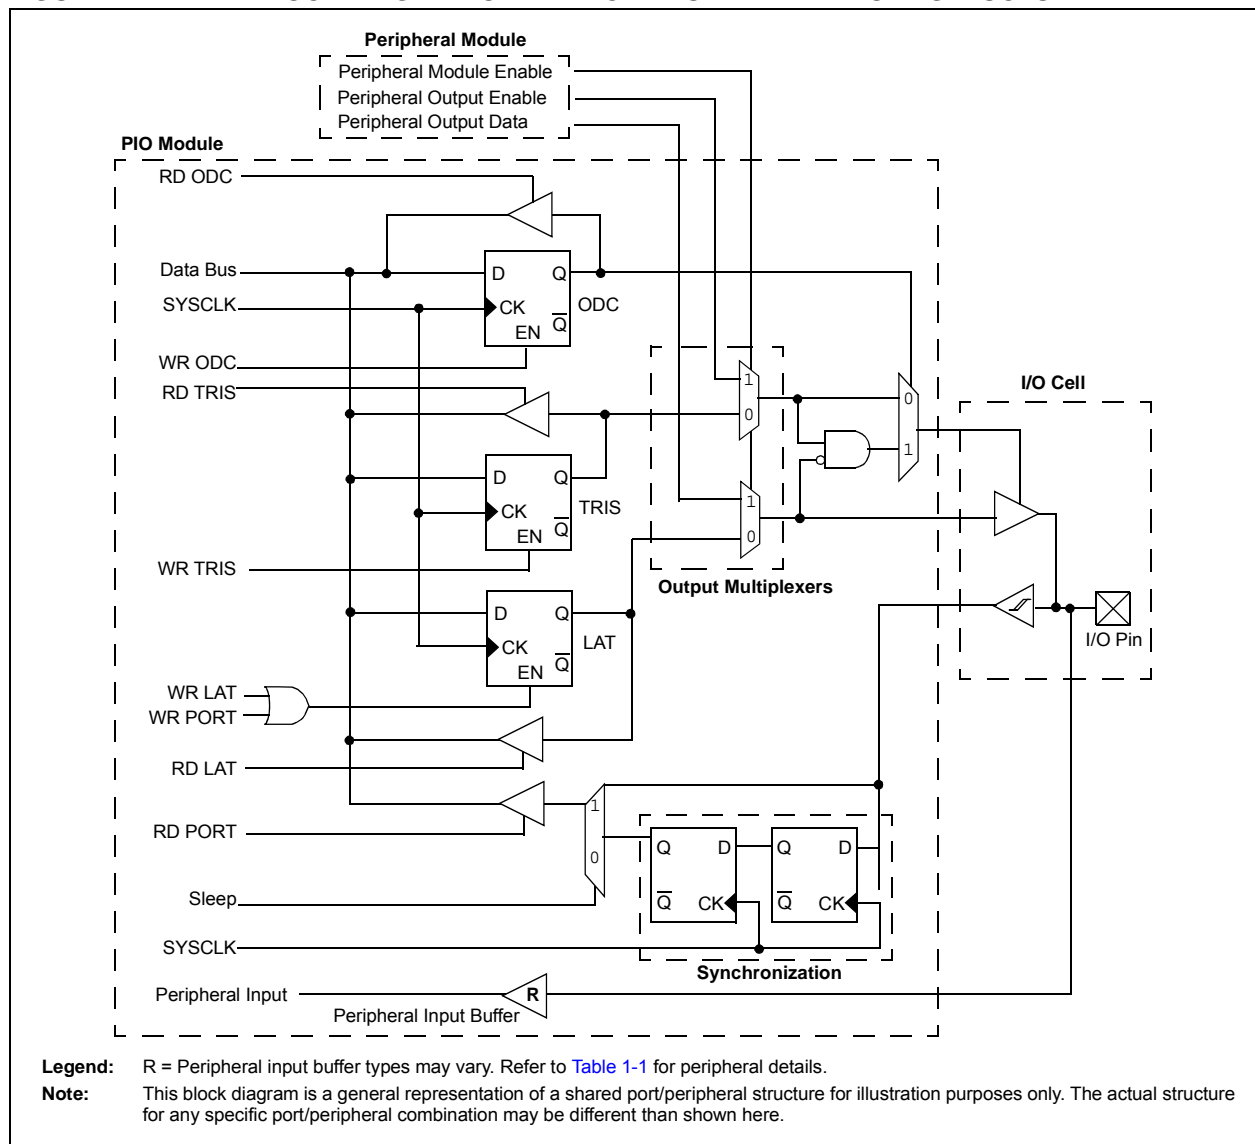 Peripheral Module
Peripheral Module Enable
Peripheral Output Enable
Peripheral Output Data
PIO Module
RD ODC
Data Bus
D Q
SYSCLK
CK
ODC
EN Q
WR ODC
RD TRIS
1
0
0
1
I/O Cell
D Q
TRIS
CK
EN Q
1
0
WR TRIS
Output Multiplexers
D Q
LAT
CK
EN Q
I/O Pin
WR LAT
WR PORT
RD LAT
1
RD PORT
0
Q D Q D
Q CK Q CK
Sleep
SYSCLK
Synchronization
Peripheral Input
R
Peripheral Input Buffer
Legend: R = Peripheral input buffer types may vary. Refer to Table 1-1 for peripheral details.
Note: This block diagram is a general representation of a shared port/peripheral structure for illustration purposes only. The actual structure
for any specific port/peripheral combination may be different than shown here.